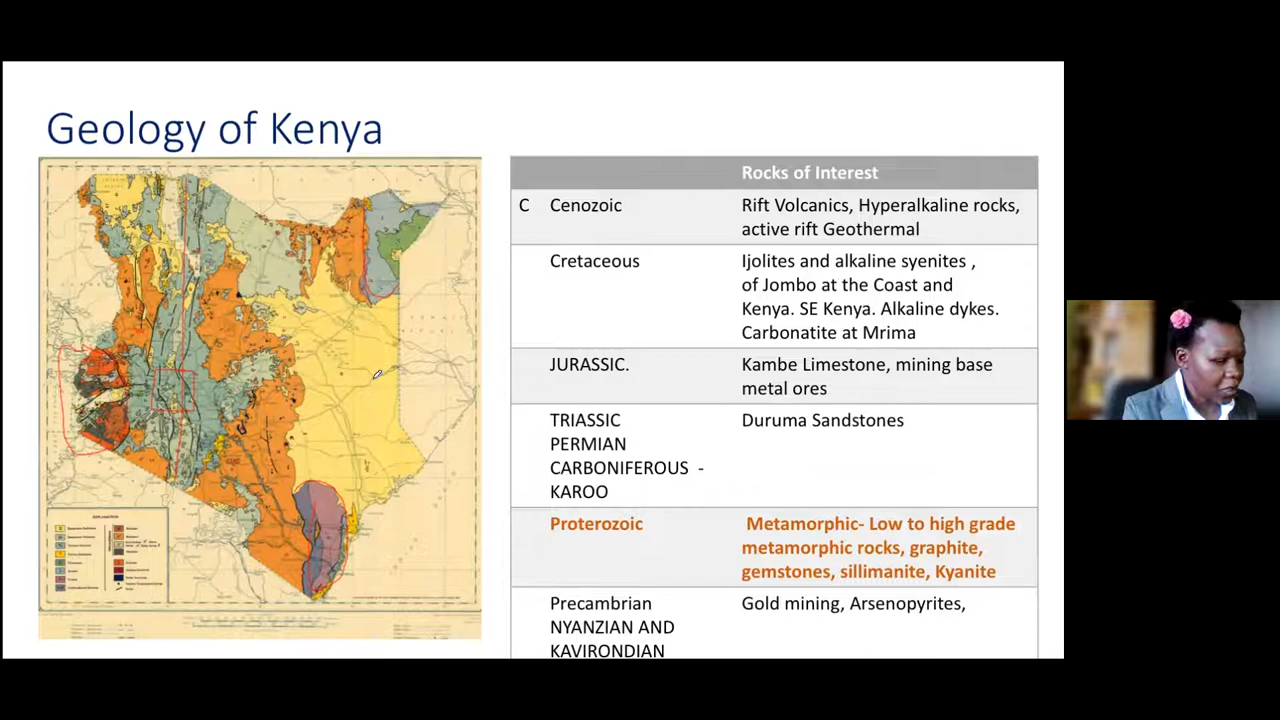 Geology of Kenya
Rocks of Interest
C Cenozoic Rift Volcanics, Hyperalkaline rocks,
active rift Geothermal
Cretaceous Ijolites and alkaline syenites ,
of Jombo at the Coast and
Kenya. SE Kenya. Alkaline dykes.
Carbonatite at Mrima
JURASSIC. Kambe Limestone, mining base
metal ores
TRIASSIC Duruma Sandstones
PERMIAN
CARBONIFEROUS -
KAROO
Proterozoic Metamorphic- Low to high grade
metamorphic rocks, graphite,
gemstones, sillimanite, Kyanite
Precambrian Gold mining, Arsenopyrites,
NYANZIAN AND
KAVIRONDIAN
EXPLANATION